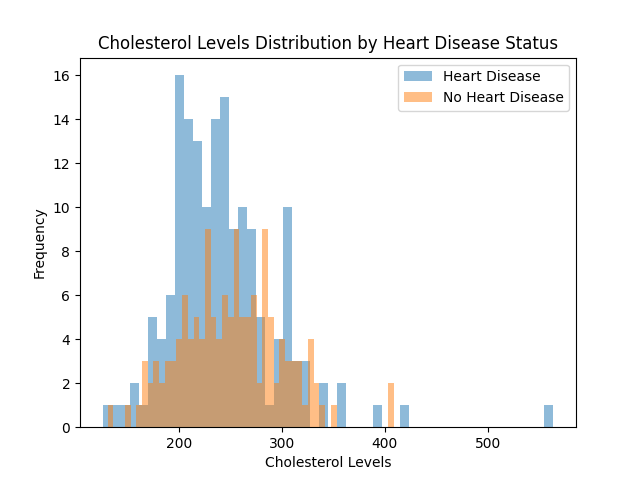 Cholesterol Levels Distribution by Heart Disease Status
Heart Disease
No Heart Disease
16
14
12
10
8
6
4
2
0
Frequency
200 300 400 500
Cholesterol Levels